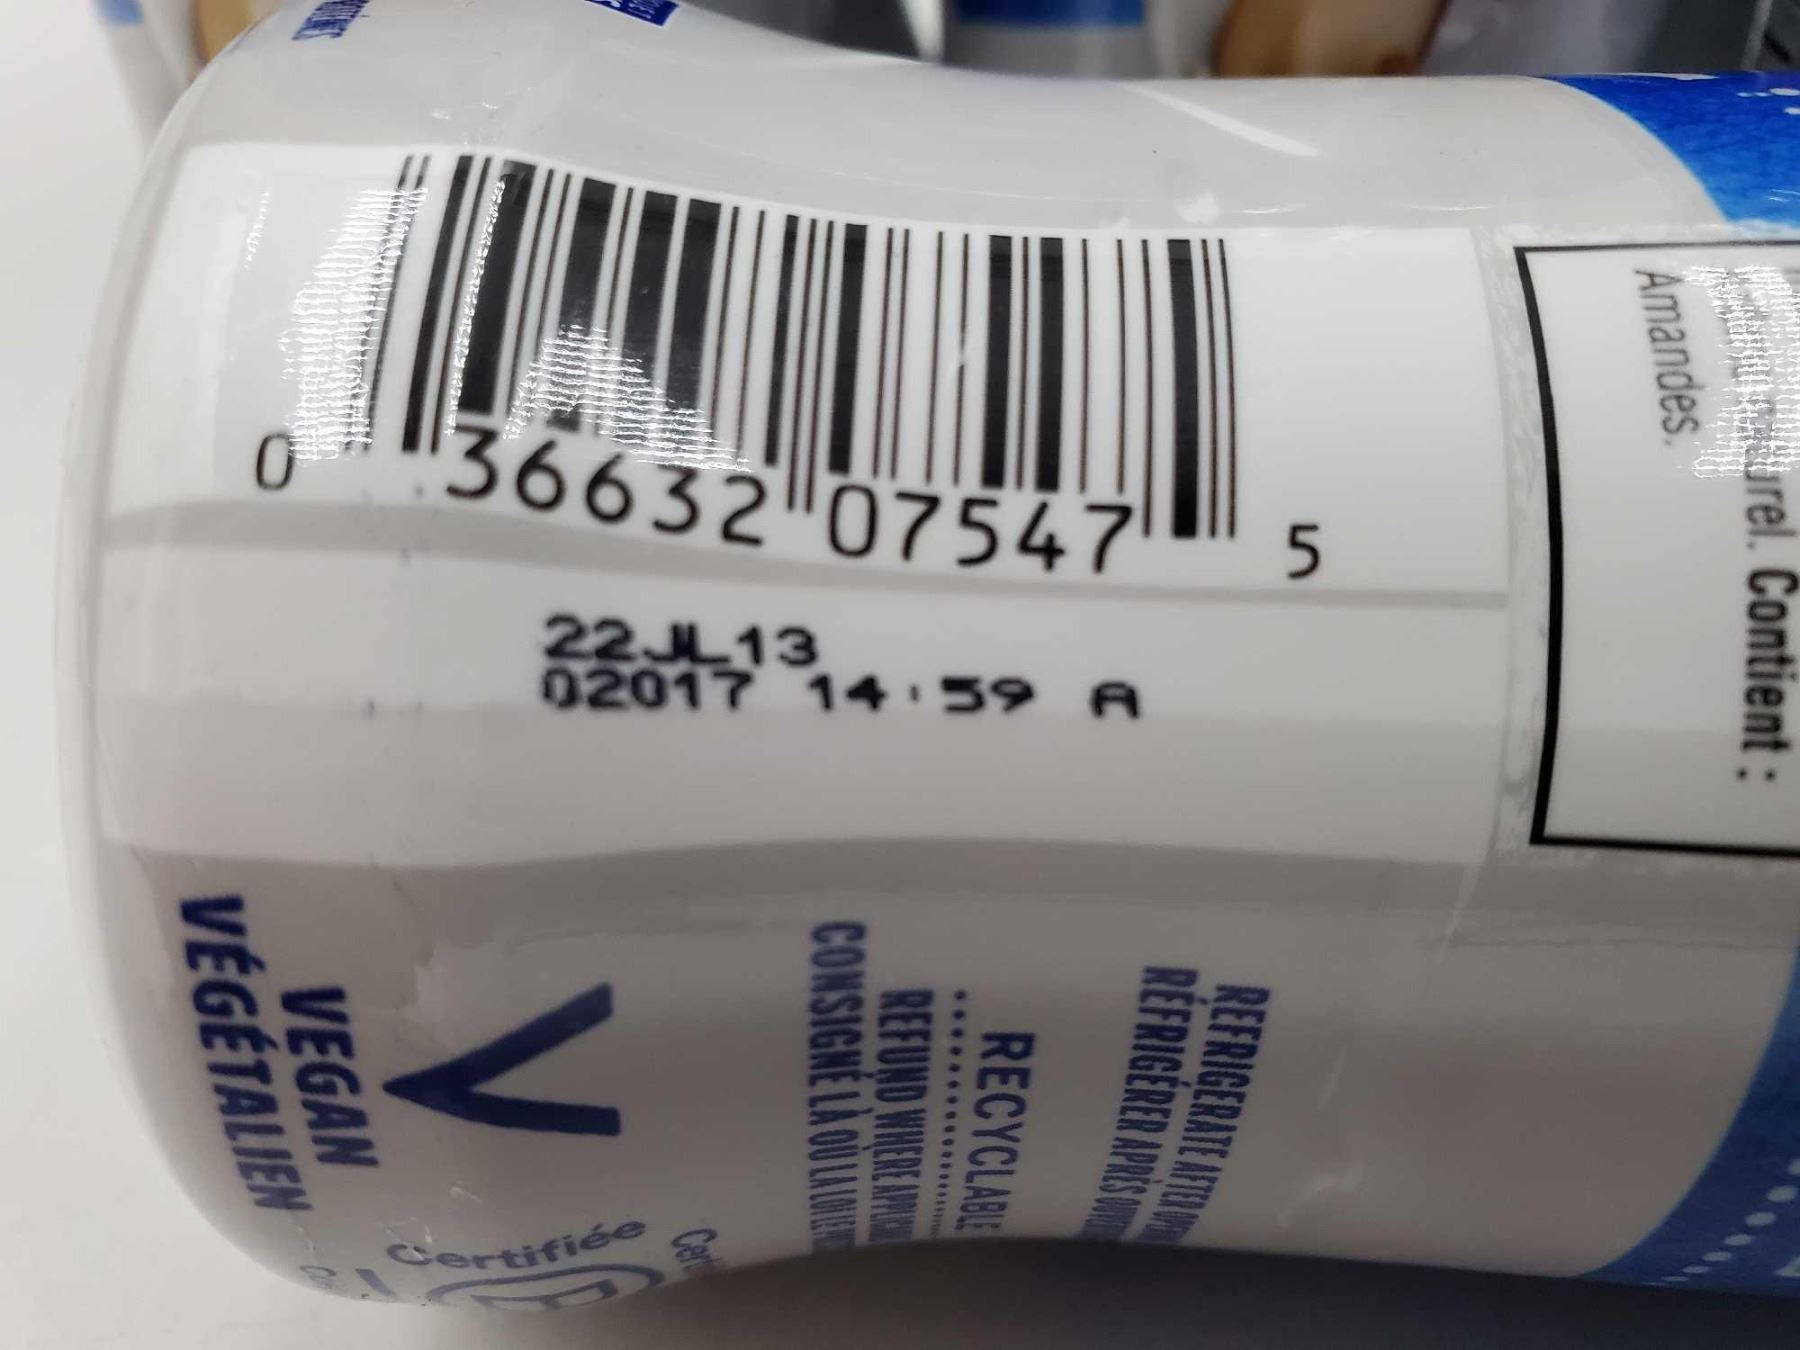 0 36632 07547 5
22JL13
02017 14:59 A
Amandes.
Contient :
VEGAN
VÉGÉTALIEN
V
REFRIGERATE AFTER
RÉFRIGÉRER APRÈS
RECYCLABLE
REFUND WHERE
CONSIGNÉ LÀ OÙ LA LOI
Certifiée
B